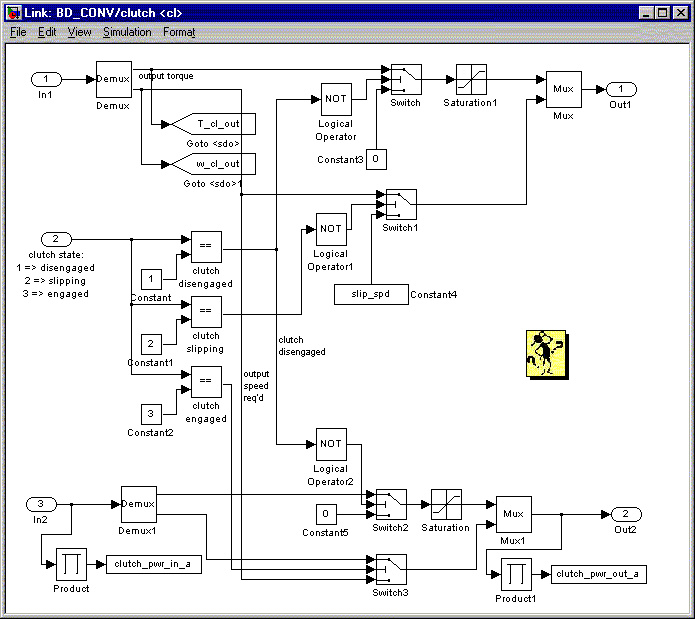 Link: BD_CONV/clutch <cl>
File Edit View Simulation Format
1
In1
Demux
Demux
output torque
T_cl_out
Goto <sdo>
w_cl_out
Goto <sdo>1
NOT
Logical
Operator
Constant3
0
Switch
Saturation1
Mux
Mux
1
Out1
2
clutch state:
1 => disengaged
2 => slipping
3 => engaged
==
clutch
disengaged
1
Constant
==
clutch
slipping
2
Constant1
==
clutch
engaged
3
Constant2
NOT
Logical
Operator1
Switch1
slip_spd
Constant4
clutch
disengaged
output
speed
req'd
NOT
Logical
Operator2
3
In2
Demux
Demux1
0
Constant5
Switch2
Saturation
Mux
Mux1
2
Out2
Product
clutch_pwr_in_a
Switch3
Product1
clutch_pwr_out_a